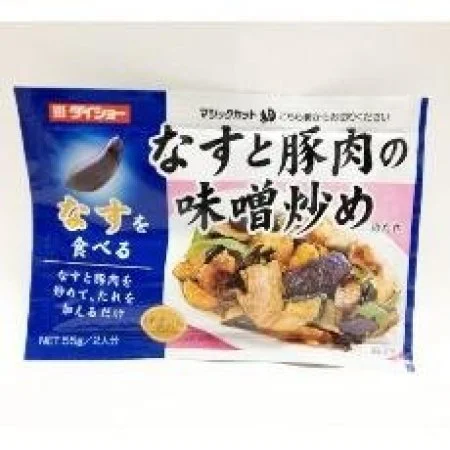 ダイショー
マジックカット こちら側からお切りください
なすと豚肉の
味噌炒め
のたれ
なすを
食べる
なすと豚肉を
炒めて、たれを
加えるだけ
NET 55g/2人分